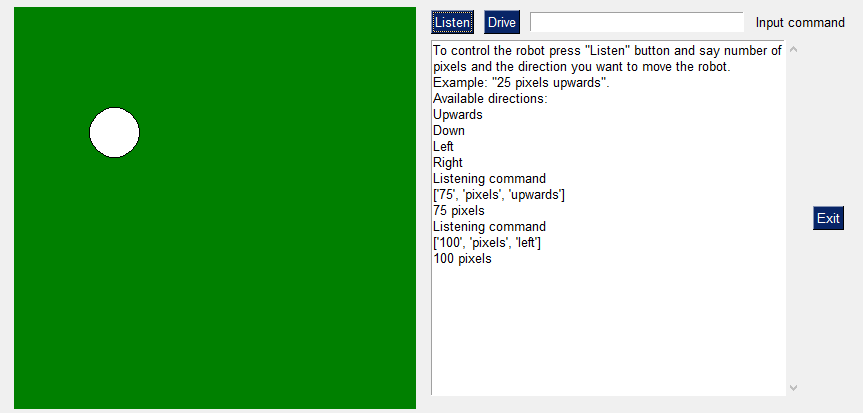 Listen Drive Input command
To control the robot press "Listen" button and say number of
pixels and the direction you want to move the robot.
Example: "25 pixels upwards".
Available directions:
Upwards
Down
Left
Right
Listening command
['75', 'pixels', 'upwards']
75 pixels
Listening command
['100', 'pixels', 'left']
100 pixels
Exit